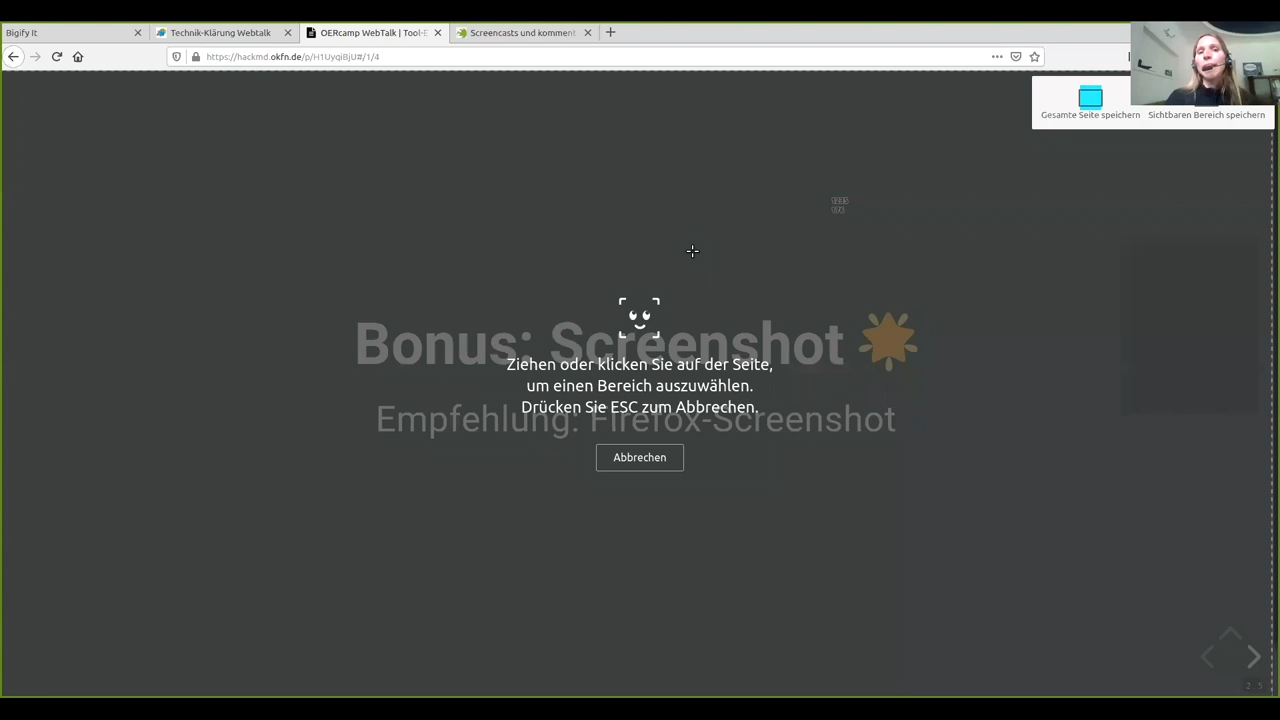 Bigify It
Technik-Klärung Webtalk
OERcamp WebTalk | Tool-E
Screencasts und komment
https://hackmd.okfn.de/p/H1UyqiBjU#/1/4
Gesamte Seite speichern
Sichtbaren Bereich speichern
Bonus: Screenshot
Ziehen oder klicken Sie auf der Seite,
um einen Bereich auszuwählen.
Drücken Sie ESC zum Abbrechen.
Empfehlung: Firefox-Screenshot
Abbrechen